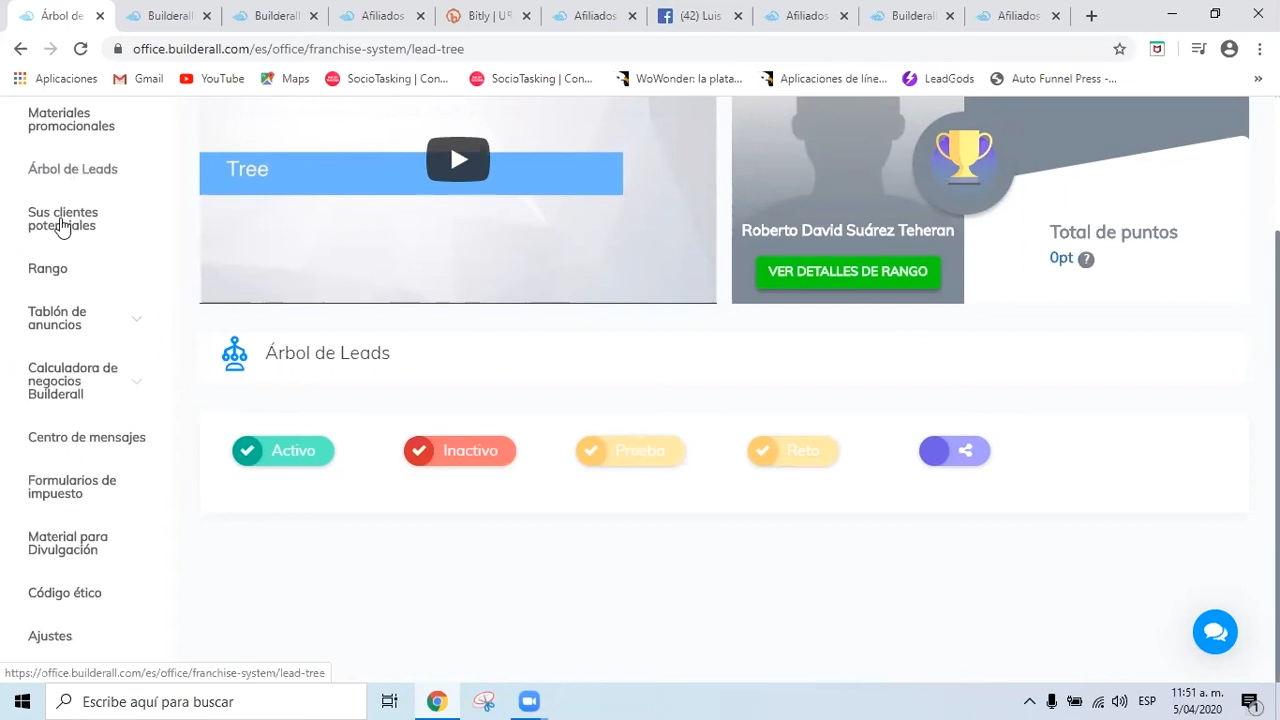 Árbol de
Builderall
Builderall
Afiliados
Bitly | U
Afiliados
(42) Luis
Afiliados
Builderal
Afiliados
office.builderall.com/es/office/franchise-system/lead-tree
Aplicaciones
Gmail
YouTube
Maps
SocioTasking | Con...
SocioTasking | Con...
WoWonder: la plata...
Aplicaciones de líne...
LeadGods
Auto Funnel Press -...
»
Materiales
promocionales
Árbol de Leads
Sus clientes
potenciales
Rango
Tablón de
anuncios
Calculadora de
negocios
Builderall
Centro de mensajes
Formularios de
impuesto
Material para
Divulgación
Código ético
Ajustes
Tree
Roberto David Suárez Teheran
VER DETALLES DE RANGO
Total de puntos
0pt ?
Árbol de Leads
Activo
Inactivo
Prueba
Reto
https://office.builderall.com/es/office/franchise-system/lead-tree
Escribe aquí para buscar
ESP
11:51 a. m.
5/04/2020
1